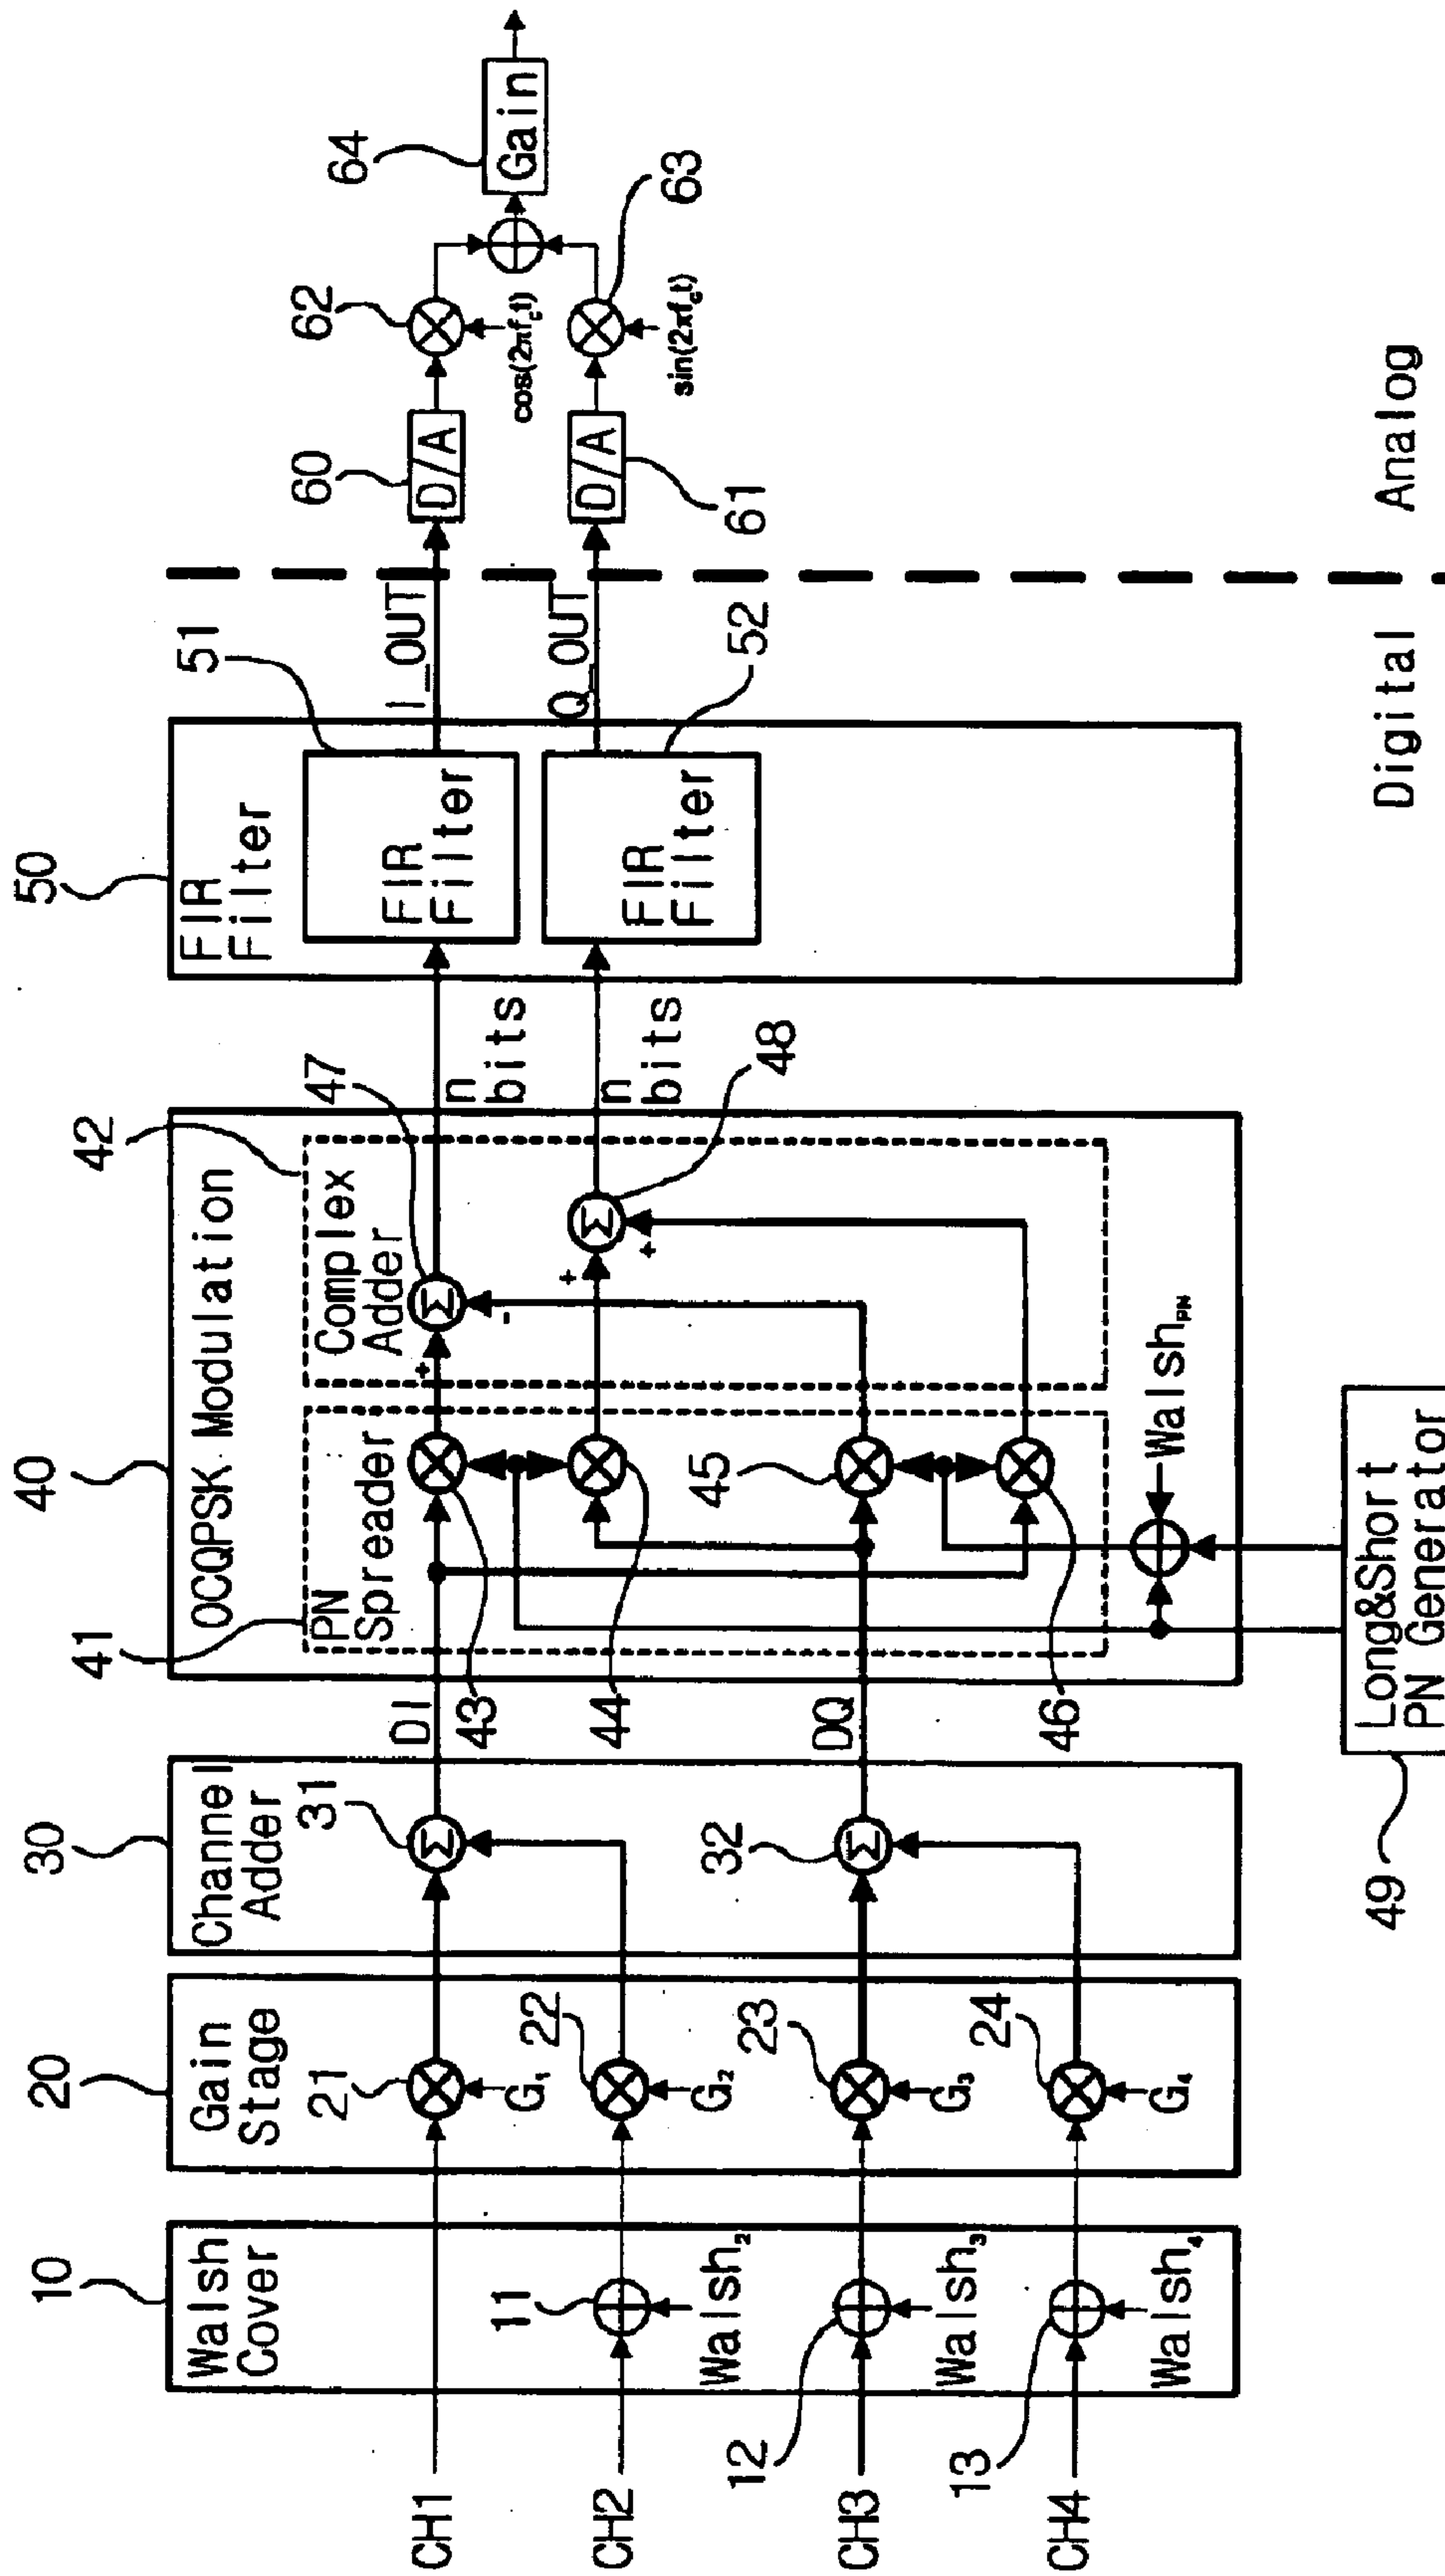 10
Walsh
Cover
CH1
CH2
CH3
CH4
11
Walsh₂
12
Walsh₃
13
Walsh₄
20
Gain
Stage
21
G₁
22
G₂
23
G₃
24
G₄
30
Channel
Adder
31
32
DI
DQ
40
OCQPSK Modulation
41
PN
Spreader
43
44
45
46
42
Complex
Adder
47
48
+
-
+
+
Walsh_PN
49
Long&Short
PN Generator
n
bits
n
bits
50
FIR
Filter
51
FIR
Filter
52
FIR
Filter
I_OUT
Q_OUT
Digital
Analog
60
D/A
61
D/A
62
cos(2πf_ct))
63
sin(2πf_ct)
64
Gain